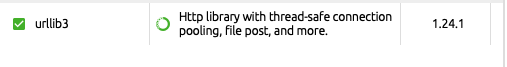 urllib3
Http library with thread-safe connection
pooling, file post, and more.
1.24.1